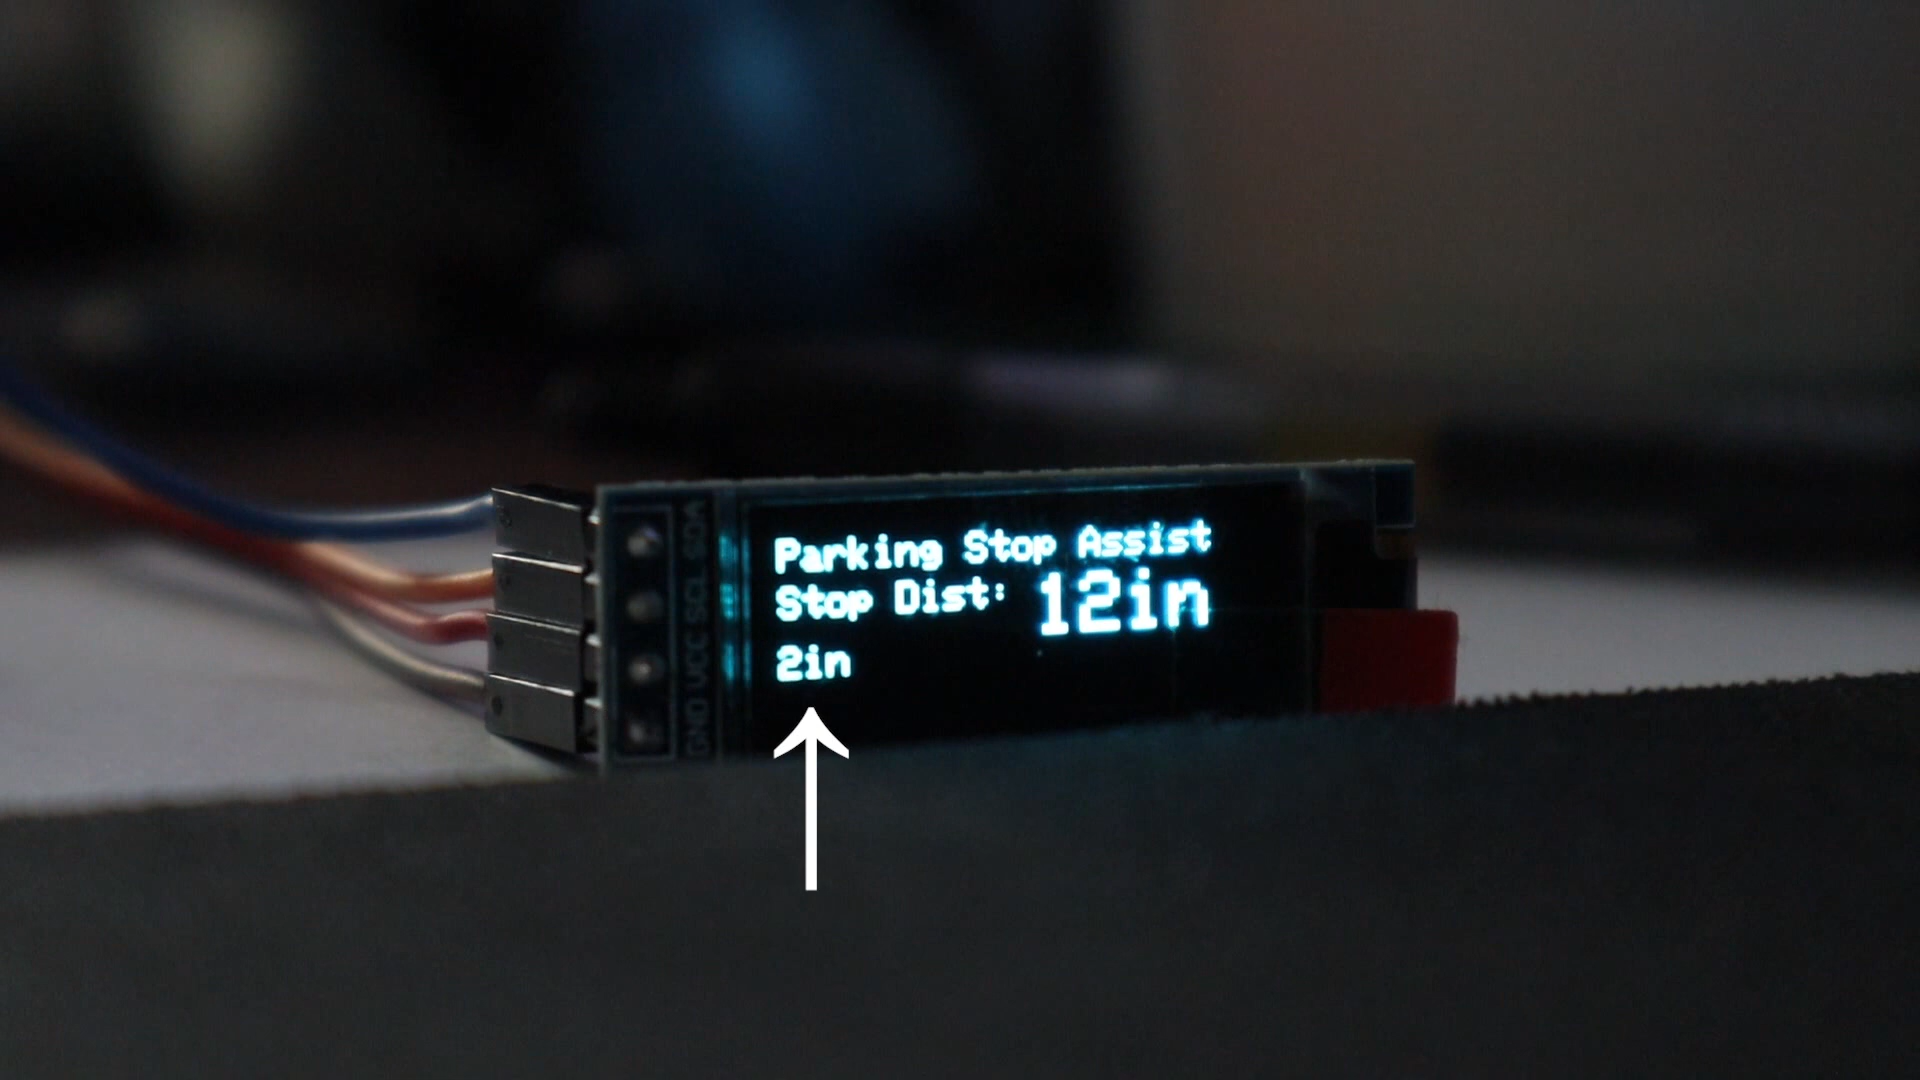 Parking Stop Assist
Stop Dist: 12in
2in
GND VCC SCL SDA